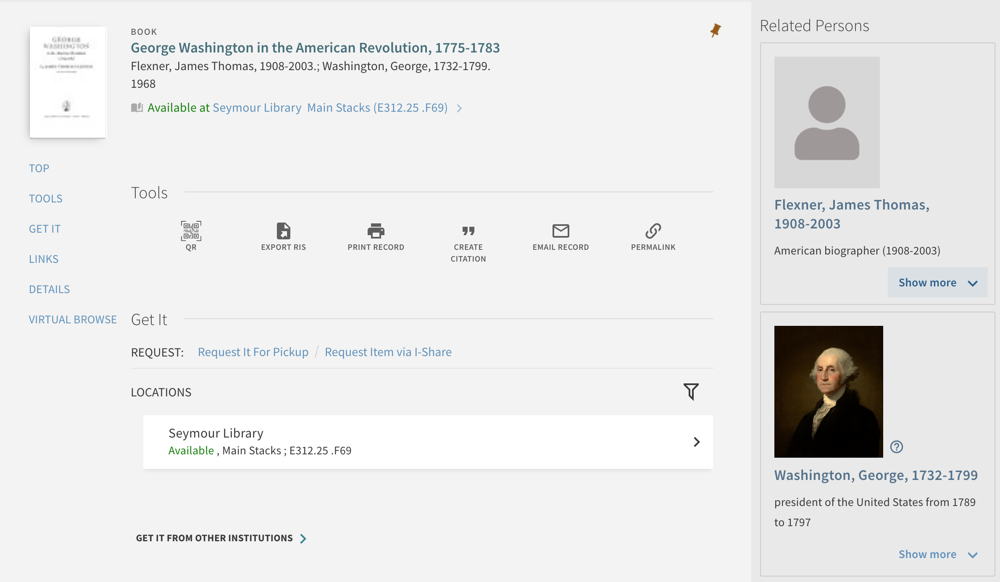 GEORGE
WASHINGTON
BOOK
George Washington in the American Revolution, 1775-1783
Flexner, James Thomas, 1908-2003.; Washington, George, 1732-1799.
1968
Available at Seymour Library Main Stacks (E312.25 .F69)
TOP
TOOLS
GET IT
LINKS
DETAILS
VIRTUAL BROWSE
Tools
QR
EXPORT RIS
PRINT RECORD
CREATE
CITATION
EMAIL RECORD
PERMALINK
Get It
REQUEST: Request It For Pickup / Request Item via I-Share
LOCATIONS
Seymour Library
Available , Main Stacks ; E312.25 .F69
GET IT FROM OTHER INSTITUTIONS
Related Persons
Flexner, James Thomas,
1908-2003
American biographer (1908-2003)
Show more
Washington, George, 1732-1799
president of the United States from 1789
to 1797
Show more